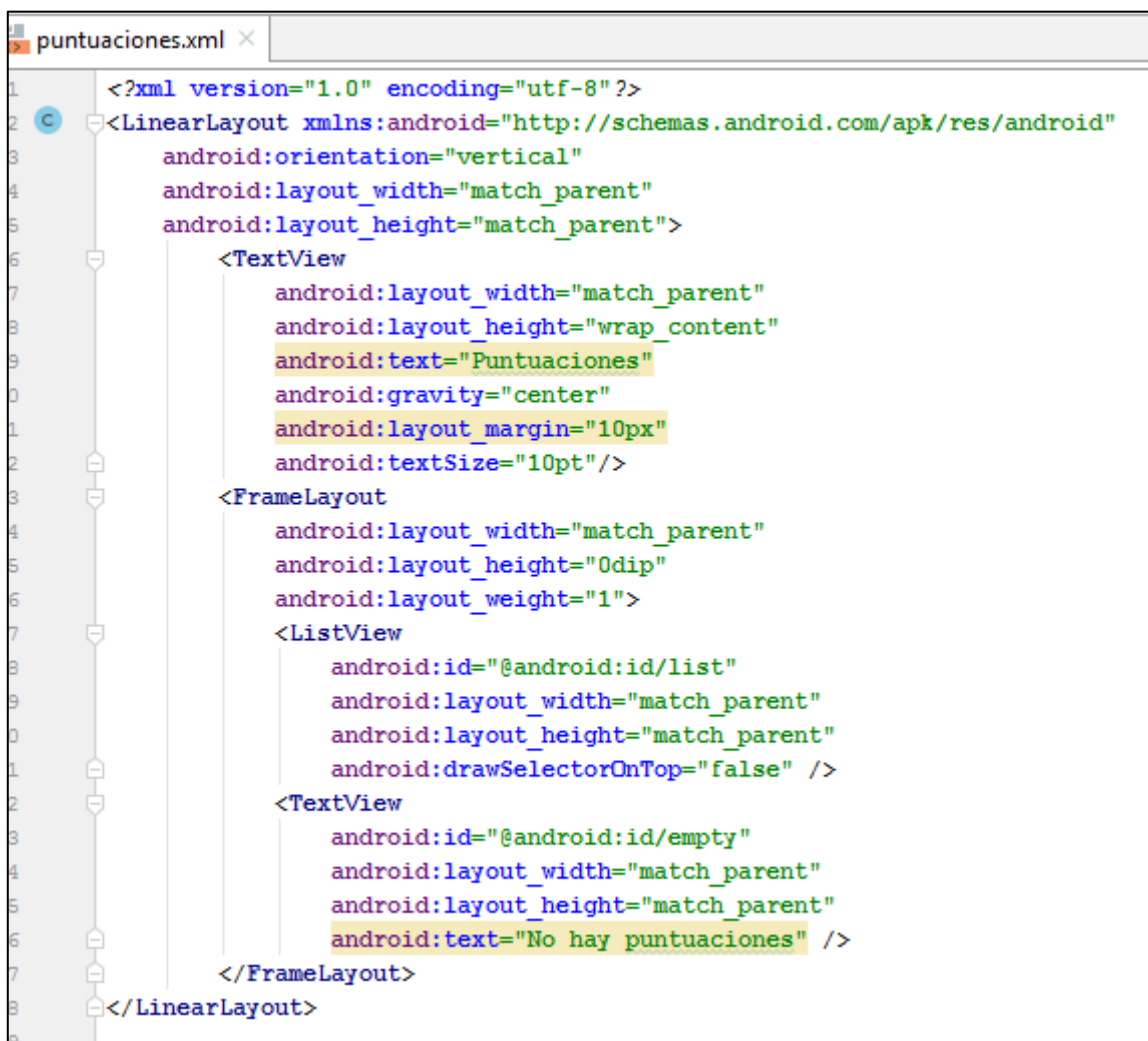 puntuaciones.xml
1 <?xml version="1.0" encoding="utf-8"?>
2 C <LinearLayout xmlns:android="http://schemas.android.com/apk/res/android"
3 android:orientation="vertical"
4 android:layout_width="match_parent"
5 android:layout_height="match_parent">
6 <TextView
7 android:layout_width="match_parent"
8 android:layout_height="wrap_content"
9 android:text="Puntuaciones"
0 android:gravity="center"
1 android:layout_margin="10px"
2 android:textSize="10pt"/>
3 <FrameLayout
4 android:layout_width="match_parent"
5 android:layout_height="0dip"
6 android:layout_weight="1">
7 <ListView
8 android:id="@android:id/list"
9 android:layout_width="match_parent"
0 android:layout_height="match_parent"
1 android:drawSelectorOnTop="false" />
2 <TextView
3 android:id="@android:id/empty"
4 android:layout_width="match_parent"
5 android:layout_height="match_parent"
6 android:text="No hay puntuaciones" />
7 </FrameLayout>
8 </LinearLayout>